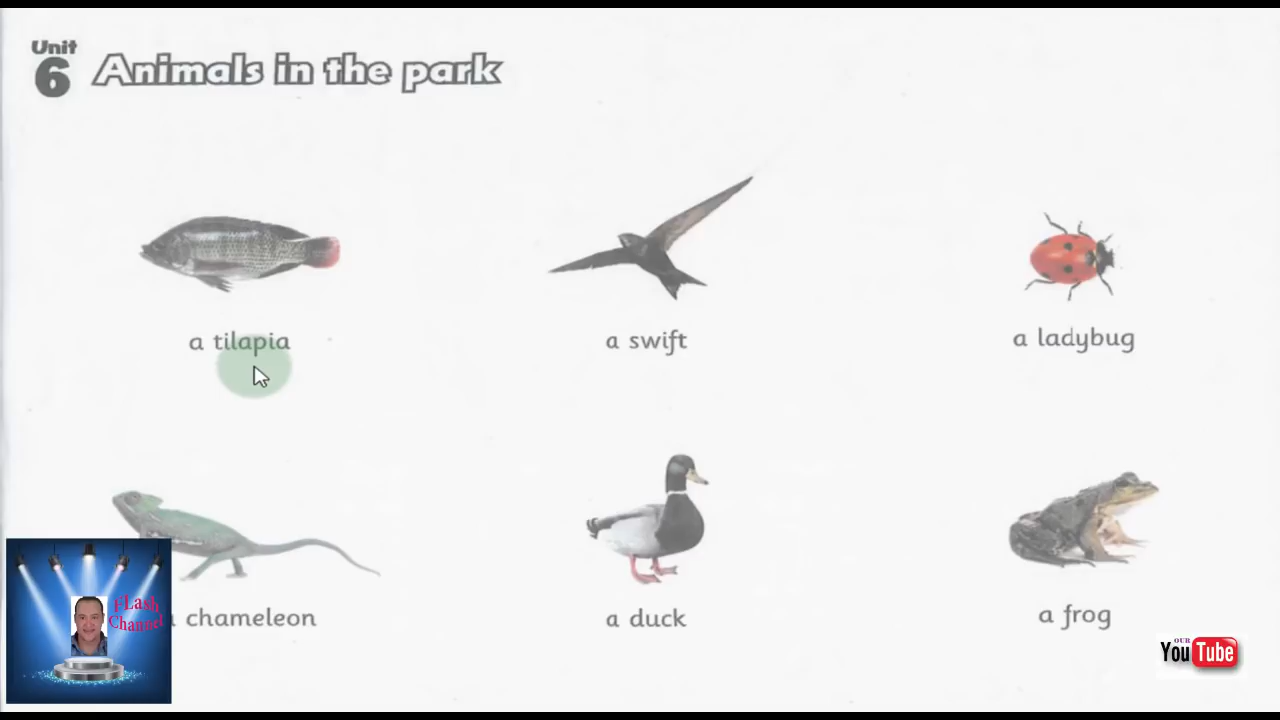 Unit
6 Animals in the park
a tilapia
a swift
a ladybug
a chameleon
a duck
a frog
FLash
Channel
OUR
YouTube